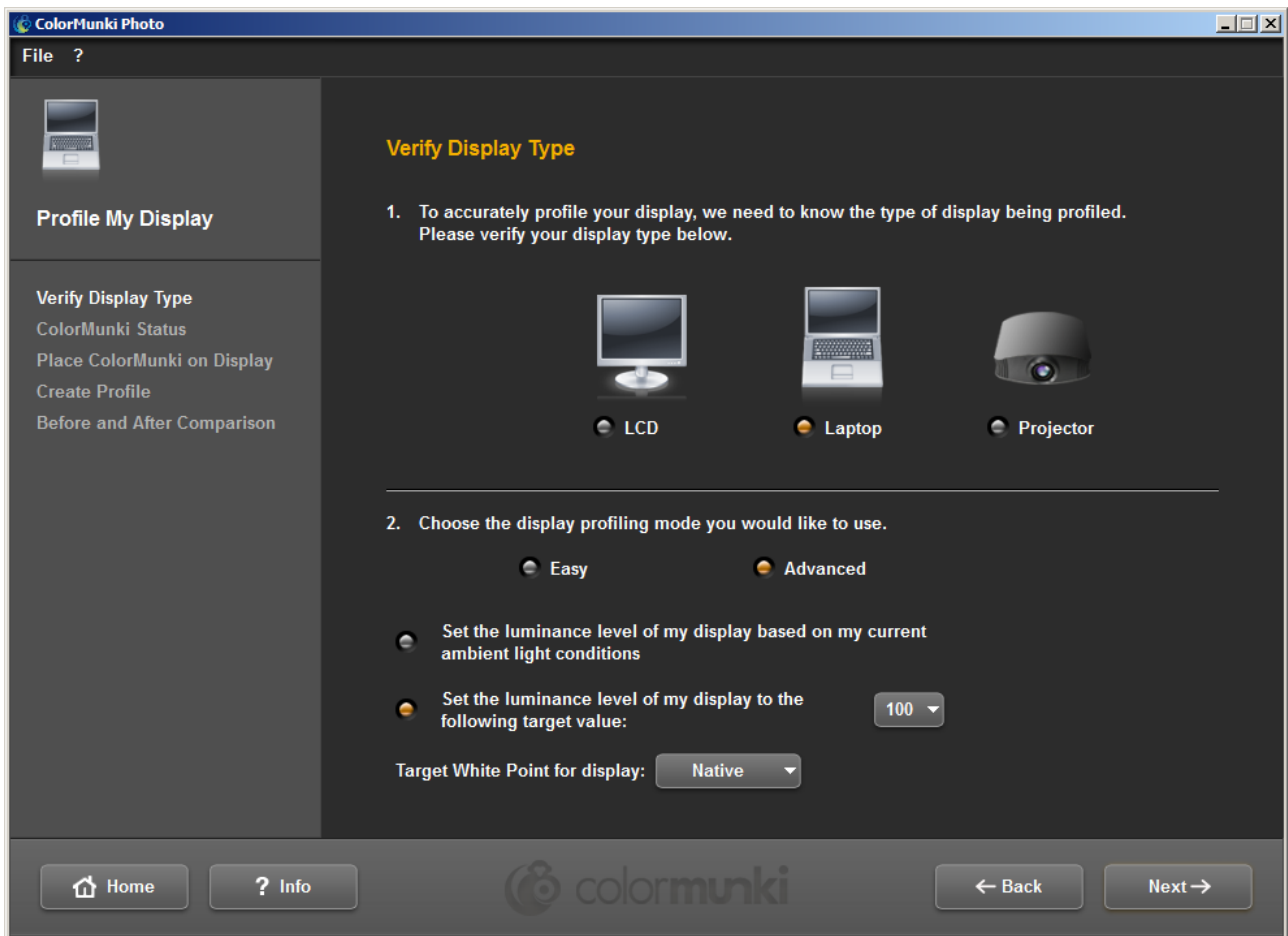 ColorMunki Photo
File ?
Profile My Display
Verify Display Type
ColorMunki Status
Place ColorMunki on Display
Create Profile
Before and After Comparison
Verify Display Type
1. To accurately profile your display, we need to know the type of display being profiled.
Please verify your display type below.
LCD Laptop Projector
2. Choose the display profiling mode you would like to use.
Easy Advanced
Set the luminance level of my display based on my current
ambient light conditions
Set the luminance level of my display to the
following target value:
100
Target White Point for display: Native
Home ? Info colormunki Back Next